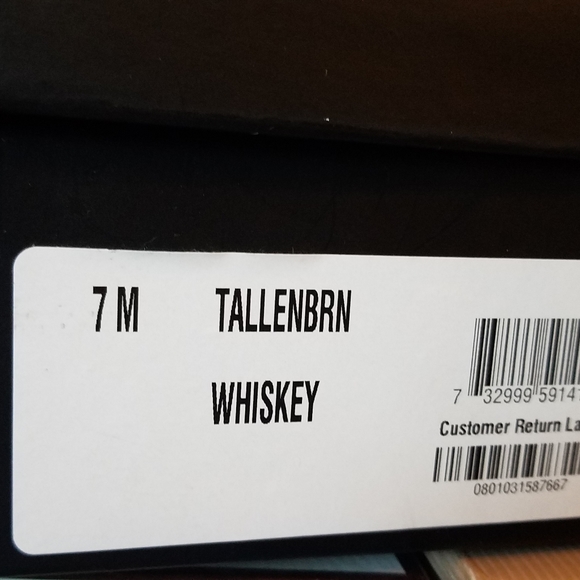 7 M TALLENBRN
WHISKEY
7 32999 5914
Customer Return La
0801031587667